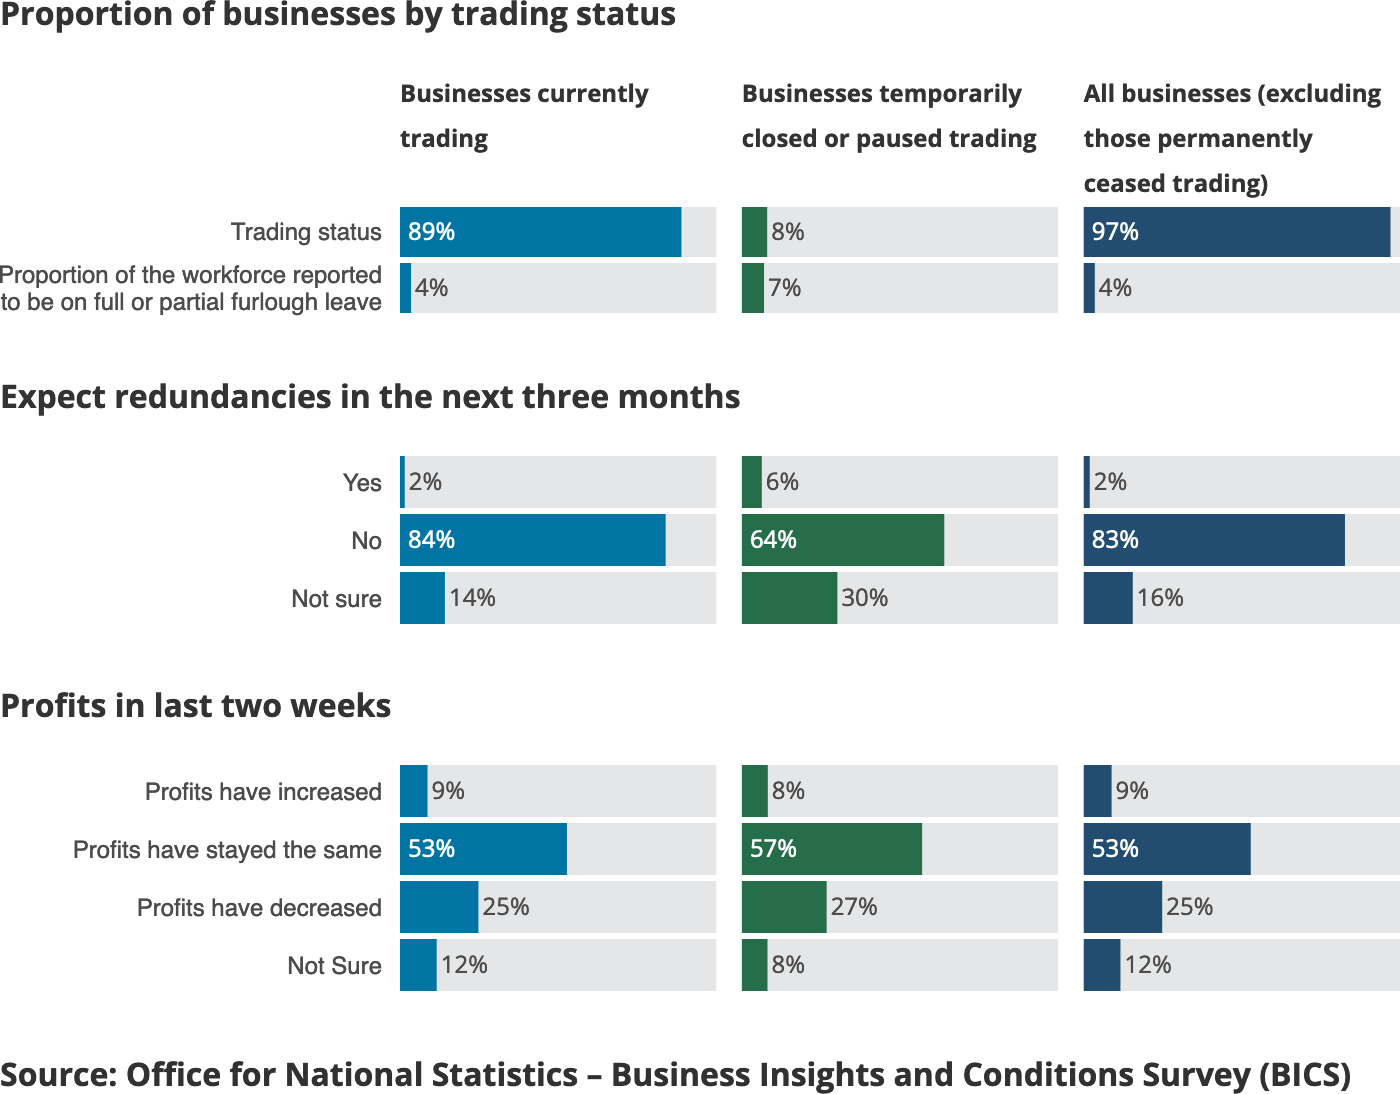 Proportion of businesses by trading status
Businesses currently
trading
Businesses temporarily
closed or paused trading
All businesses (excluding
those permanently
ceased trading)
Trading status 89% 8% 97%
Proportion of the workforce reported
to be on full or partial furlough leave 4% 7% 4%
Expect redundancies in the next three months
Yes 2% 6% 2%
No 84% 64% 83%
Not sure 14% 30% 16%
Profits in last two weeks
Profits have increased 9% 8% 9%
Profits have stayed the same 53% 57% 53%
Profits have decreased 25% 27% 25%
Not Sure 12% 8% 12%
Source: Office for National Statistics – Business Insights and Conditions Survey (BICS)